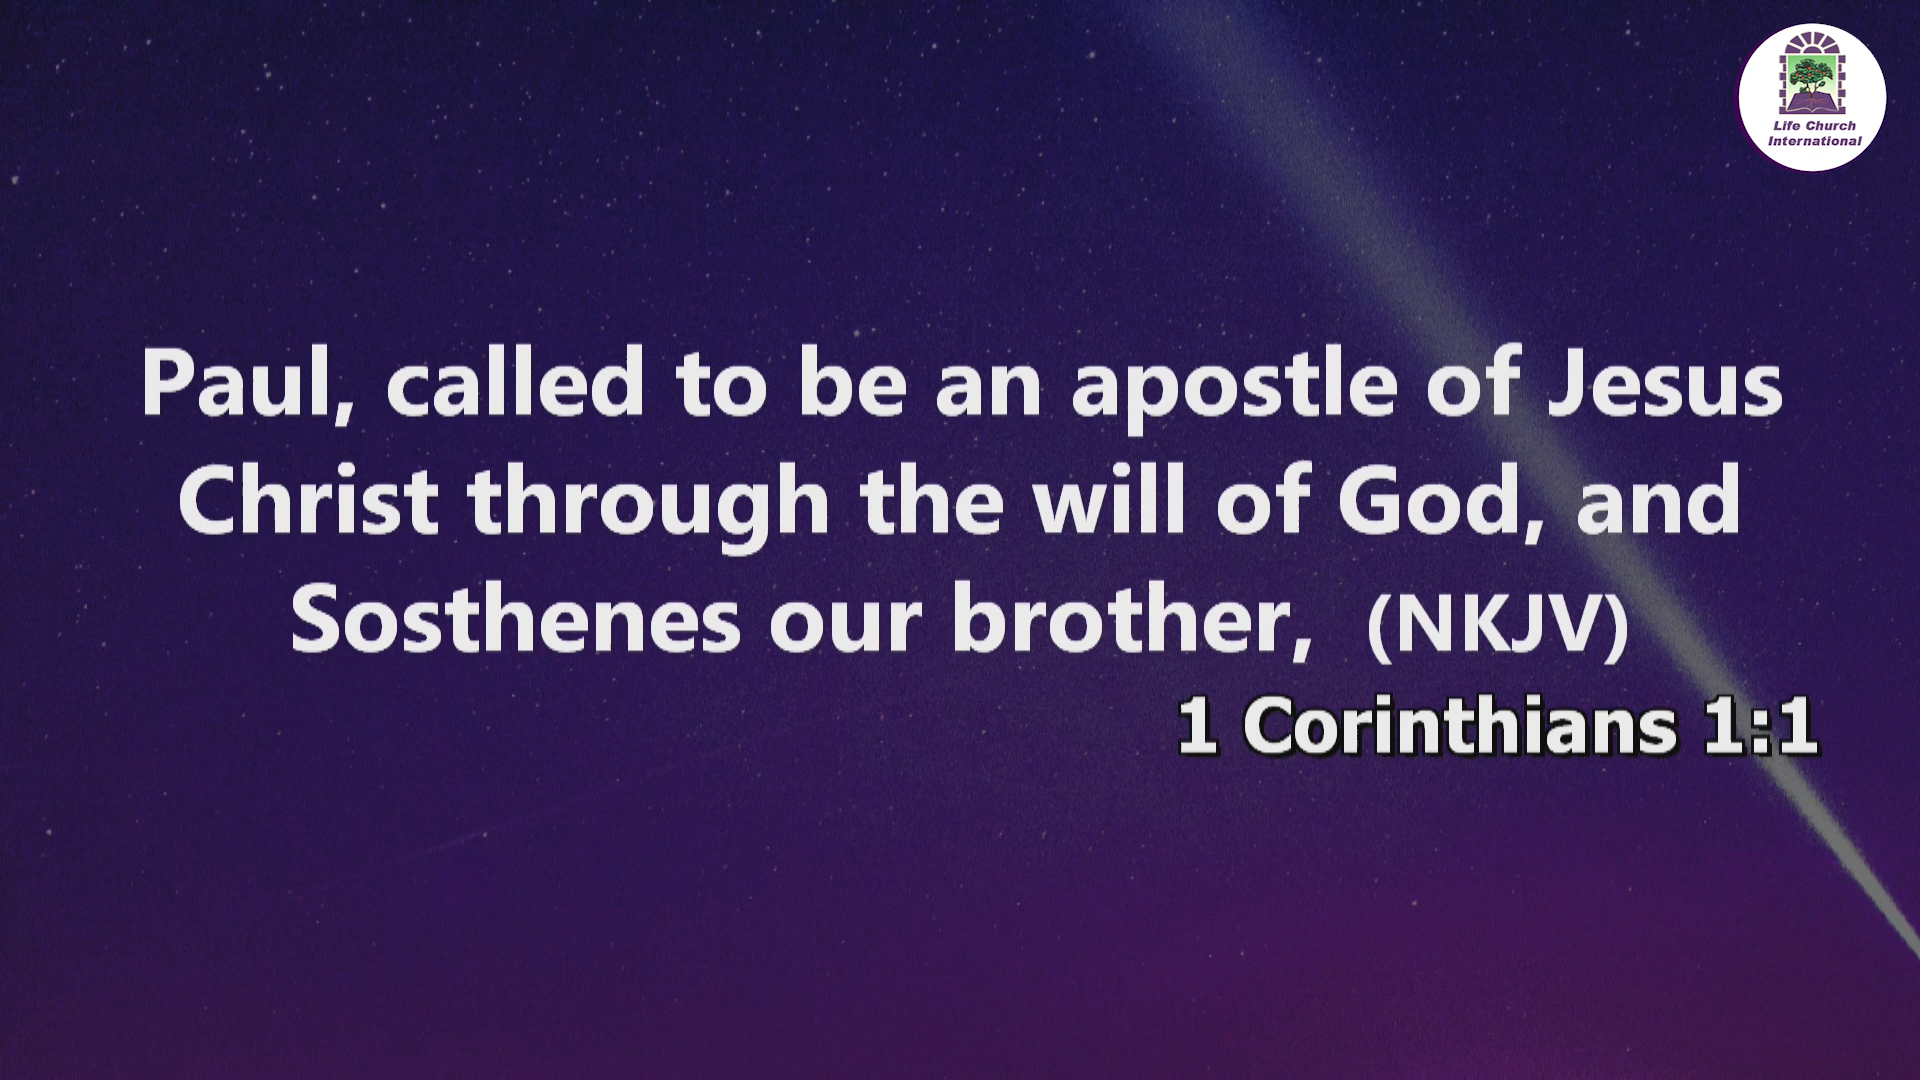 Life Church
International
Paul, called to be an apostle of Jesus
Christ through the will of God, and
Sosthenes our brother,  (NKJV)
1 Corinthians 1:1